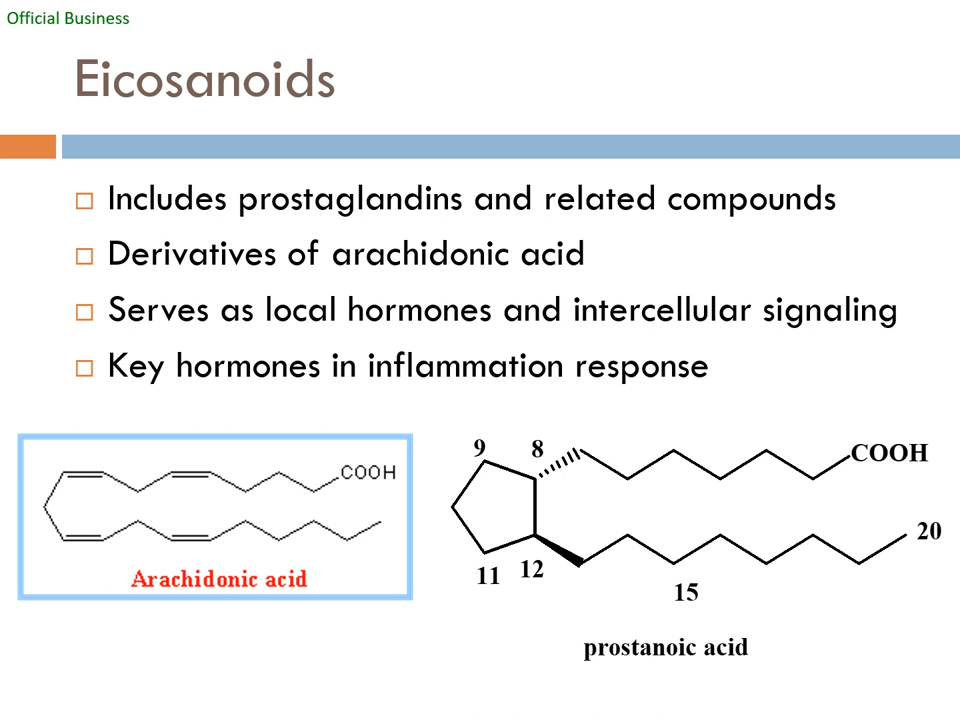 Official Business
Eicosanoids
Includes prostaglandins and related compounds
Derivatives of arachidonic acid
Serves as local hormones and intercellular signaling
Key hormones in inflammation response
COOH
Arachidonic acid
9
8
COOH
20
11
12
15
prostanoic acid